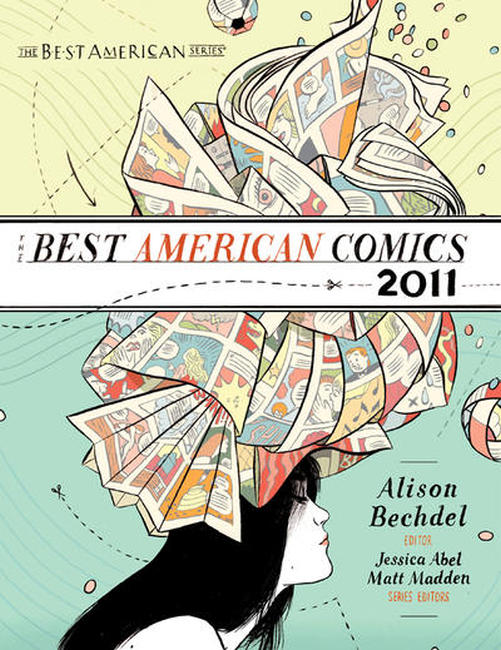 THE BEST AMERICAN SERIES®
THE BEST AMERICAN COMICS
2011
Alison
Bechdel
EDITOR
Jessica Abel
Matt Madden
SERIES EDITORS